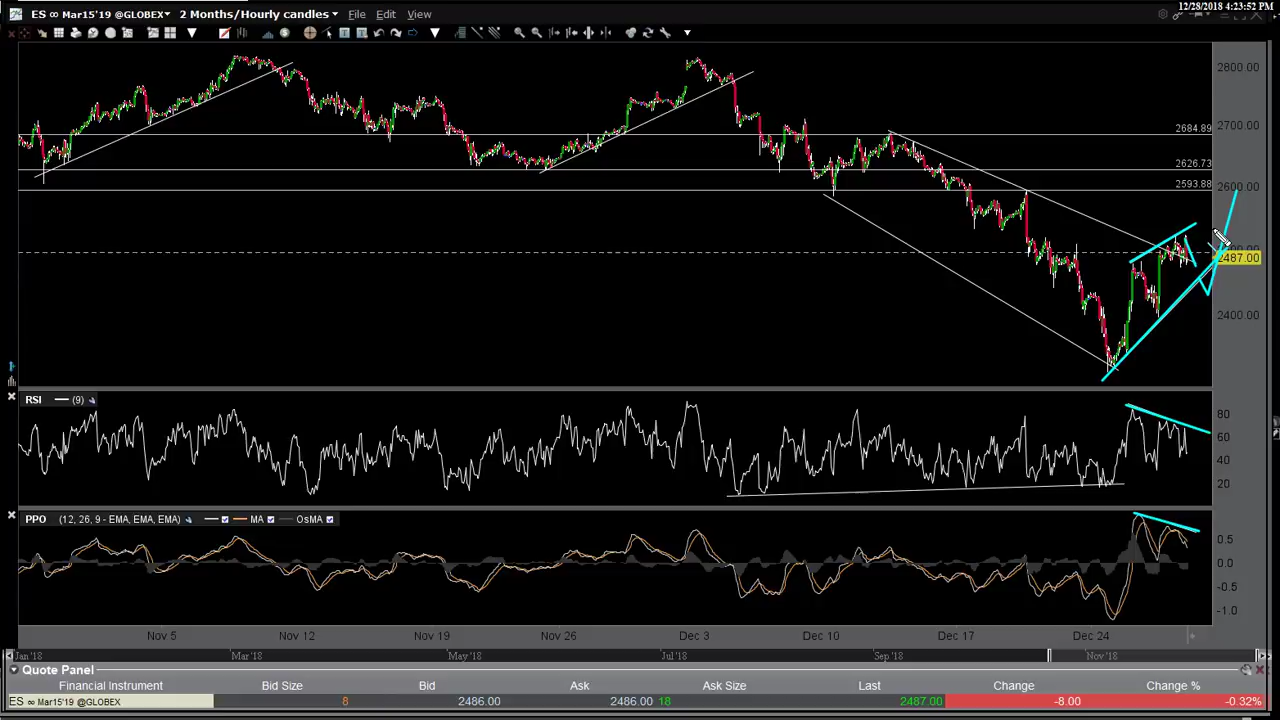 12/28/2018 4:23:52 PM
ES ∞ Mar15'19 @GLOBEX 2 Months/Hourly candles File Edit View
2800.00
2700.00
2684.89
2626.73
2593.88
2600.00
2487.00
2400.00
RSI (9)
80
60
40
20
PPO (12, 26, 9 - EMA, EMA, EMA) MA OsMA
0.5
0.0
-0.5
-1.0
Nov 5 Nov 12 Nov 19 Nov 26 Dec 3 Dec 10 Dec 17 Dec 24
Jan'18 Mar'18 May'18 Jul'18 Sep'18 Nov'18
Quote Panel
Financial Instrument Bid Size Bid Ask Ask Size Last Change Change %
ES ∞ Mar15'19 @GLOBEX 8 2486.00 2486.00 18 2487.00 -8.00 -0.32%